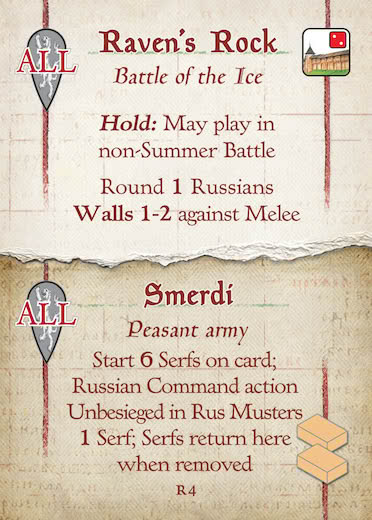 ALL
Raven's Rock
Battle of the Ice
Hold: May play in
non-Summer Battle
Round 1 Russians
Walls 1-2 against Melee
ALL
Smerdi
Peasant army
Start 6 Serfs on card;
Russian Command action
Unbesieged in Rus Musters
1 Serf; Serfs return here
when removed
R4